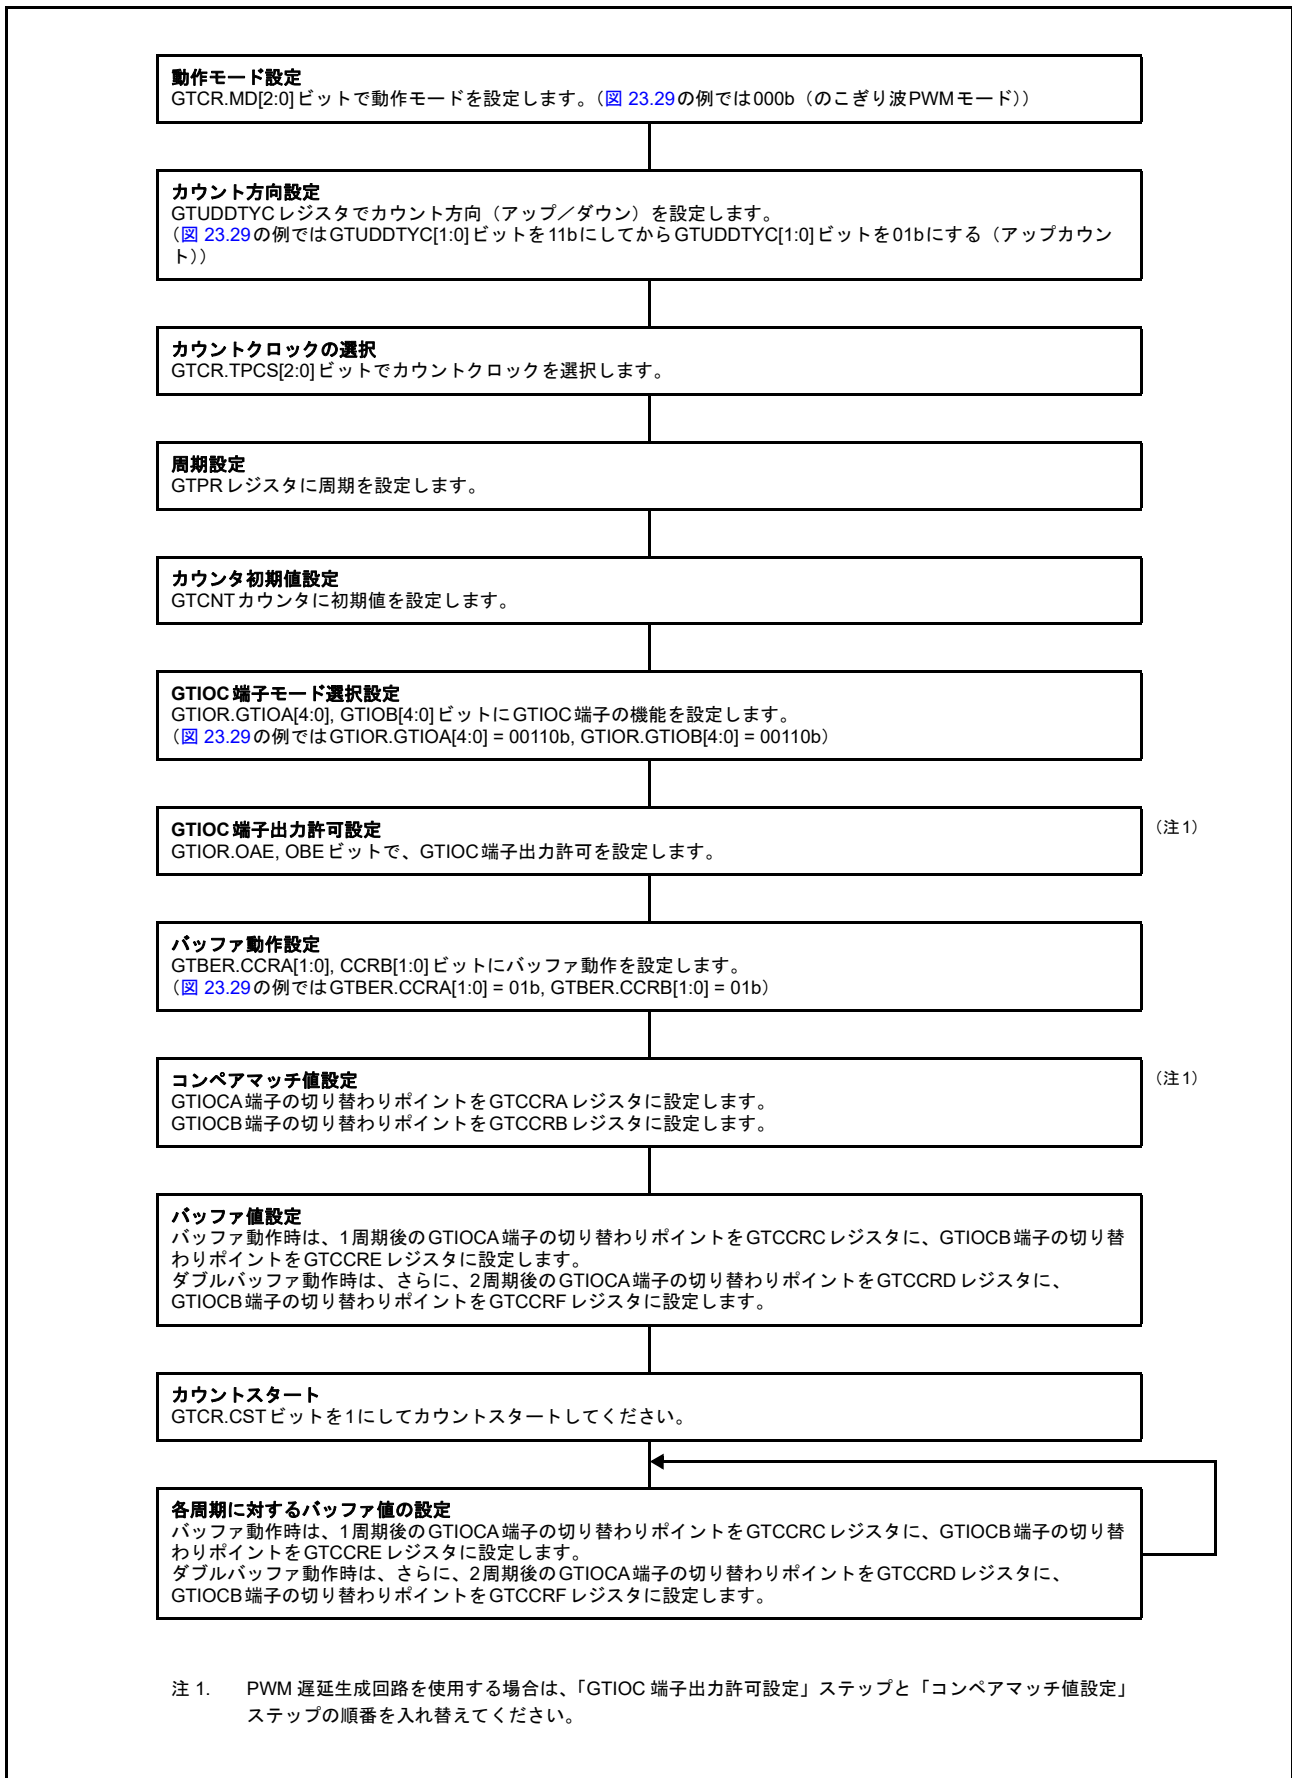 動作モード設定
GTCR.MD[2:0]ビットで動作モードを設定します。（図 23.29の例では000b（のこぎり波PWMモード））
カウント方向設定
GTUDDTYCレジスタでカウント方向（アップ／ダウン）を設定します。
（図 23.29の例ではGTUDDTYC[1:0]ビットを11bにしてからGTUDDTYC[1:0]ビットを01bにする（アップカウン
ト））
カウントクロックの選択
GTCR.TPCS[2:0]ビットでカウントクロックを選択します。
周期設定
GTPRレジスタに周期を設定します。
カウンタ初期値設定
GTCNTカウンタに初期値を設定します。
GTIOC端子モード選択設定
GTIOR.GTIOA[4:0], GTIOB[4:0]ビットにGTIOC端子の機能を設定します。
（図 23.29の例ではGTIOR.GTIOA[4:0] = 00110b, GTIOR.GTIOB[4:0] = 00110b）
GTIOC端子出力許可設定
（注1）
GTIOR.OAE, OBEビットで、GTIOC端子出力許可を設定します。
バッファ動作設定
GTBER.CCRA[1:0], CCRB[1:0]ビットにバッファ動作を設定します。
（図 23.29の例ではGTBER.CCRA[1:0] = 01b, GTBER.CCRB[1:0] = 01b）
コンペアマッチ値設定
（注1）
GTIOCA端子の切り替わりポイントをGTCCRAレジスタに設定します。
GTIOCB端子の切り替わりポイントをGTCCRBレジスタに設定します。
バッファ値設定
バッファ動作時は、1周期後のGTIOCA端子の切り替わりポイントをGTCCRCレジスタに、GTIOCB端子の切り替
わりポイントをGTCCREレジスタに設定します。
ダブルバッファ動作時は、さらに、2周期後のGTIOCA端子の切り替わりポイントをGTCCRDレジスタに、
GTIOCB端子の切り替わりポイントをGTCCRFレジスタに設定します。
カウントスタート
GTCR.CSTビットを1にしてカウントスタートしてください。
各周期に対するバッファ値の設定
バッファ動作時は、1周期後のGTIOCA端子の切り替わりポイントをGTCCRCレジスタに、GTIOCB端子の切り替
わりポイントをGTCCREレジスタに設定します。
ダブルバッファ動作時は、さらに、2周期後のGTIOCA端子の切り替わりポイントをGTCCRDレジスタに、
GTIOCB端子の切り替わりポイントをGTCCRFレジスタに設定します。
注 1. PWM 遅延生成回路を使用する場合は、「GTIOC 端子出力許可設定」ステップと「コンペアマッチ値設定」
ステップの順番を入れ替えてください。